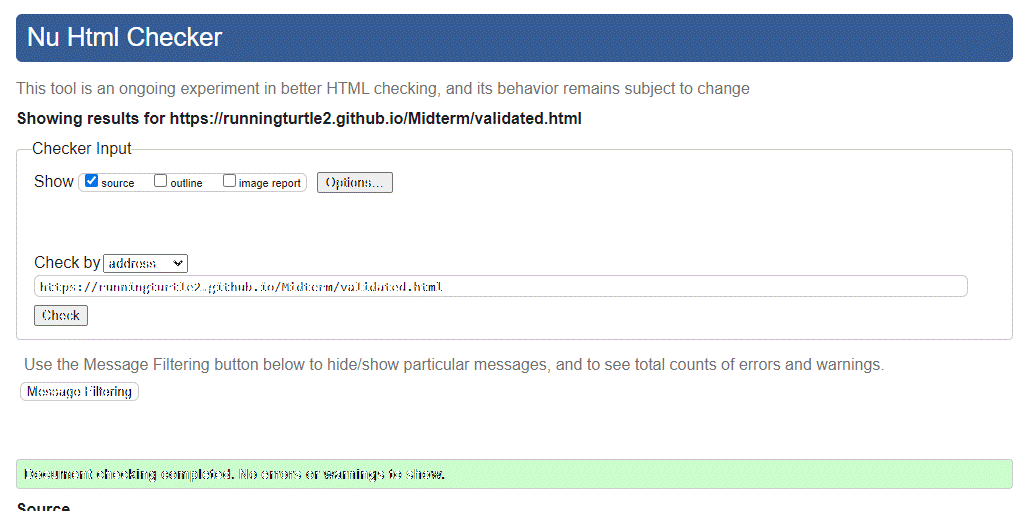 Nu Html Checker
This tool is an ongoing experiment in better HTML checking, and its behavior remains subject to change
Showing results for https://runningturtle2.github.io/Midterm/validated.html
Checker Input
Show source outline image report Options...
Check by address
https://runningturtle2.github.io/Midterm/validated.html
Check
Use the Message Filtering button below to hide/show particular messages, and to see total counts of errors and warnings.
Message Filtering
Document checking completed. No errors or warnings to show.
Source